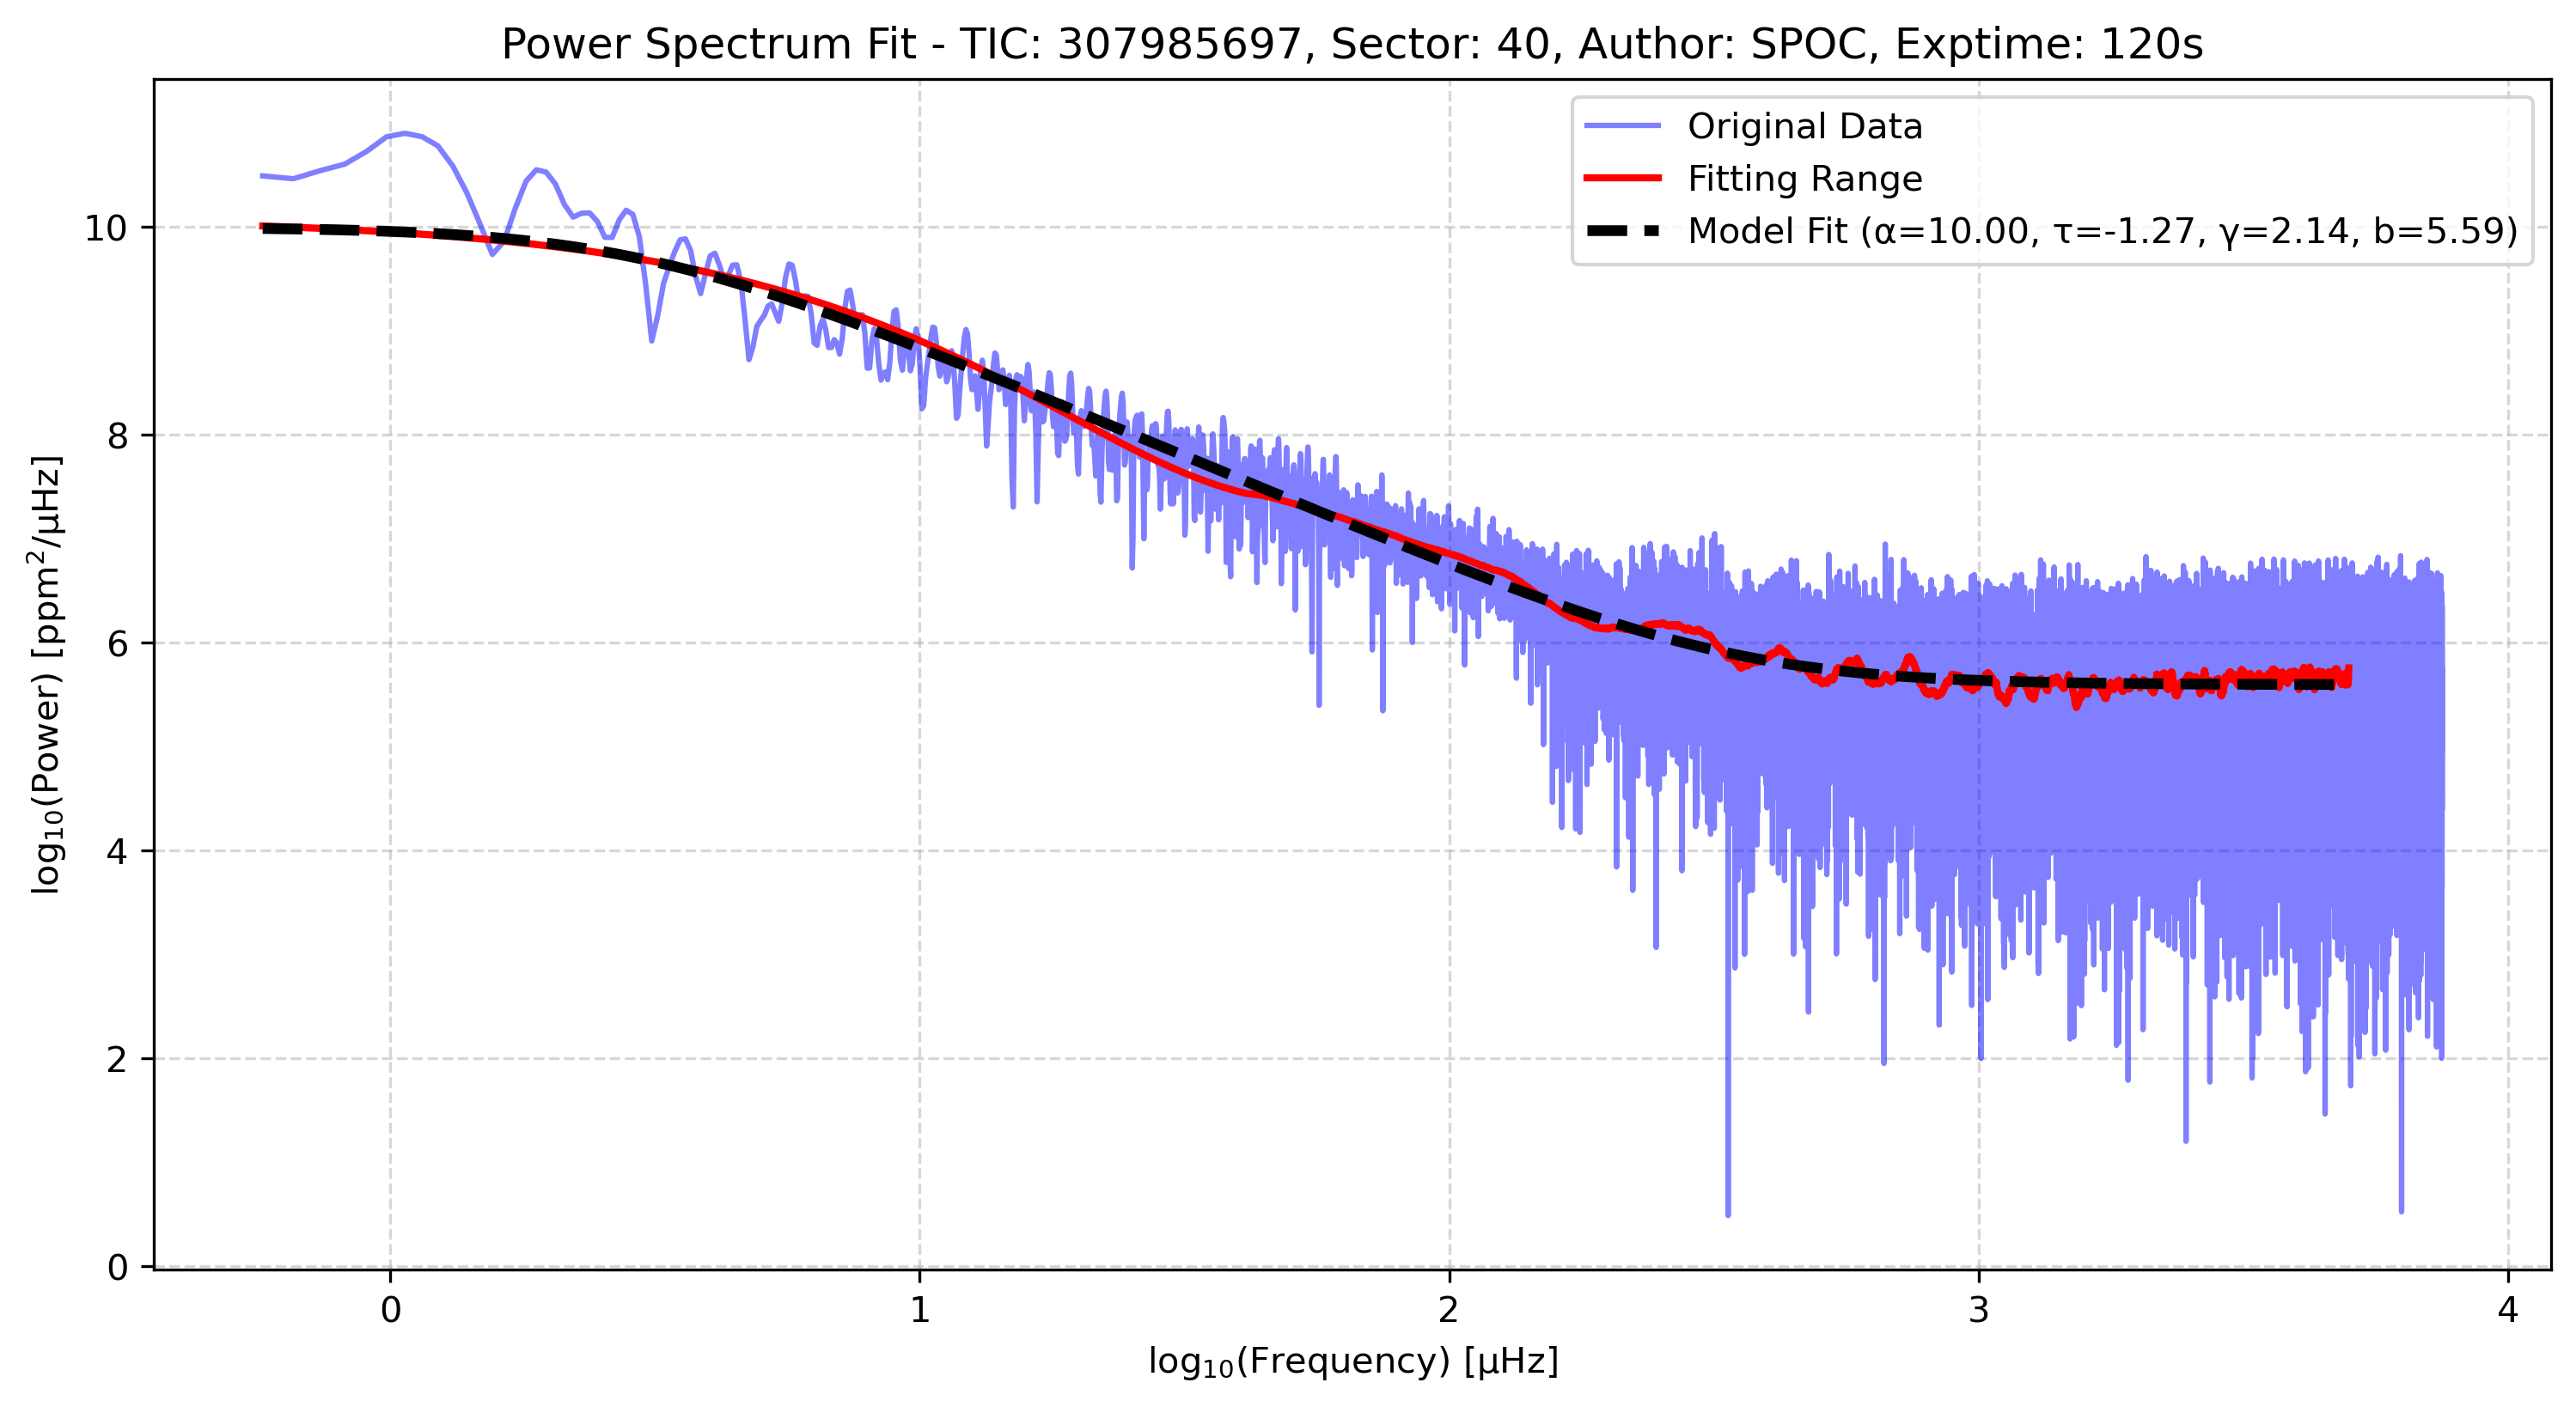 Power Spectrum Fit - TIC: 307985697, Sector: 40, Author: SPOC, Exptime: 120s
Original Data
Fitting Range
Model Fit (α=10.00, τ=-1.27, γ=2.14, b=5.59)
log₁₀(Power) [ppm²/μHz]
10
8
6
4
2
0
0 1 2 3 4
log₁₀(Frequency) [μHz]